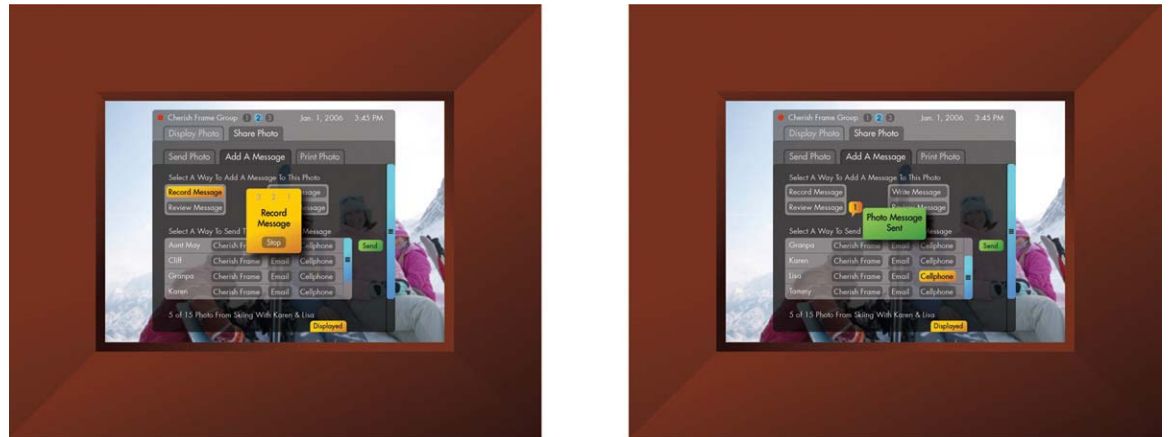 Cherish Frame Group 1 2 3 Jan. 1, 2006 3:45 PM
Display Photo Share Photo
Send Photo Add A Message Print Photo
Select A Way To Add A Message To This Photo
Record Message
Review Message
3 2 1
Record
Message
Stop
Select A Way To Send T Message
Aunt May Cherish Fr Cellphone Send
Cliff Cherish Frame Email Cellphone
Granpa Cherish Frame Email Cellphone
Karen Cherish Frame Email Cellphone
5 of 15 Photo From Skiing With Karen & Lisa
Displayed
Cherish Frame Group 1 2 3 Jan. 1, 2006 3:45 PM
Display Photo Share Photo
Send Photo Add A Message Print Photo
Select A Way To Add A Message To This Photo
Record Message Write Message
Review Message 1 Message
Photo Message
Sent
Select A Way To Send Message
Granpa Cherish Frame Email Cellphone Send
Karen Cherish Frame Email Cellphone
Lisa Cherish Frame Email Cellphone
Tammy Cherish Frame Email Cellphone
5 of 15 Photo From Skiing With Karen & Lisa
Displayed